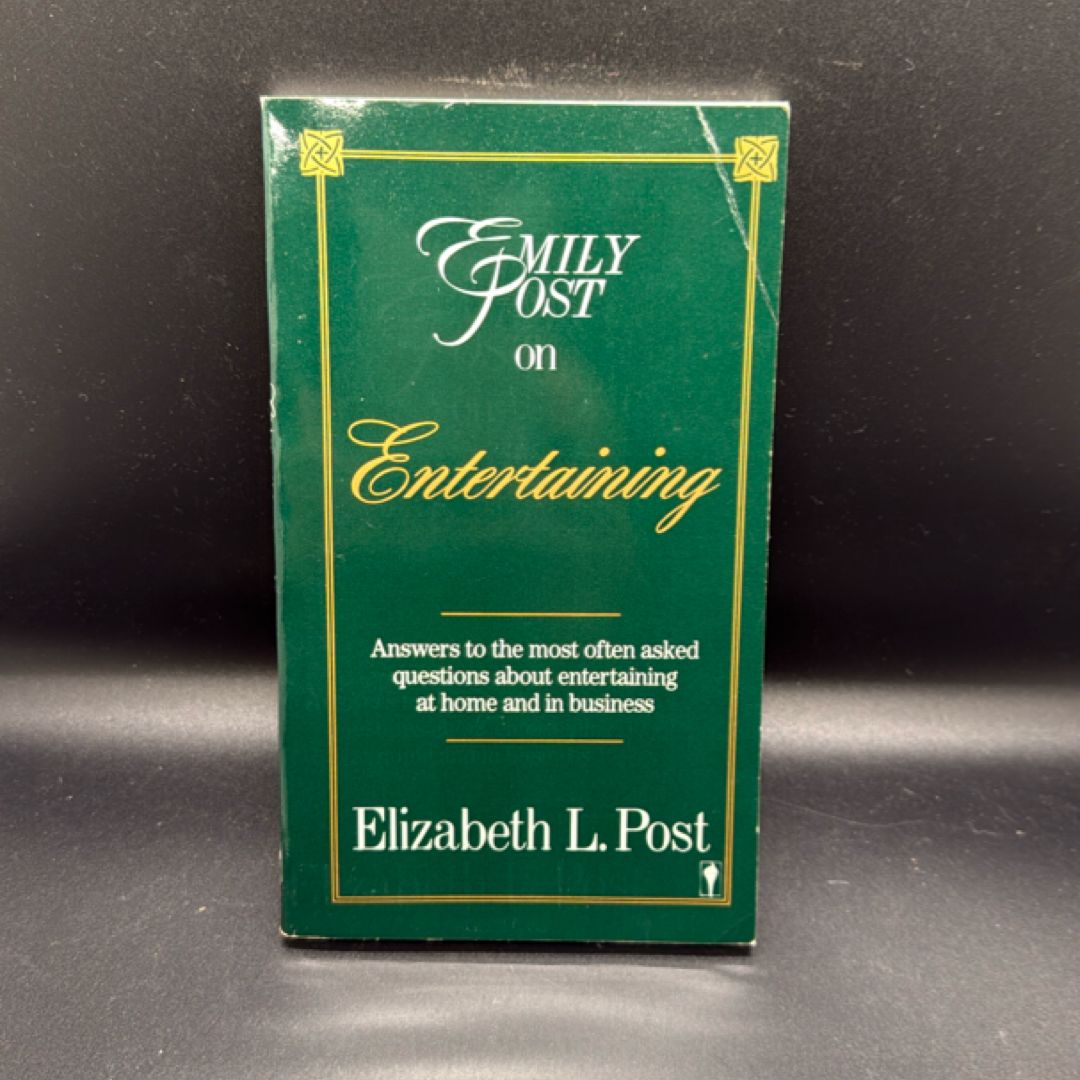 EMILY
POST
on
Entertaining
Answers to the most often asked
questions about entertaining
at home and in business
Elizabeth L. Post